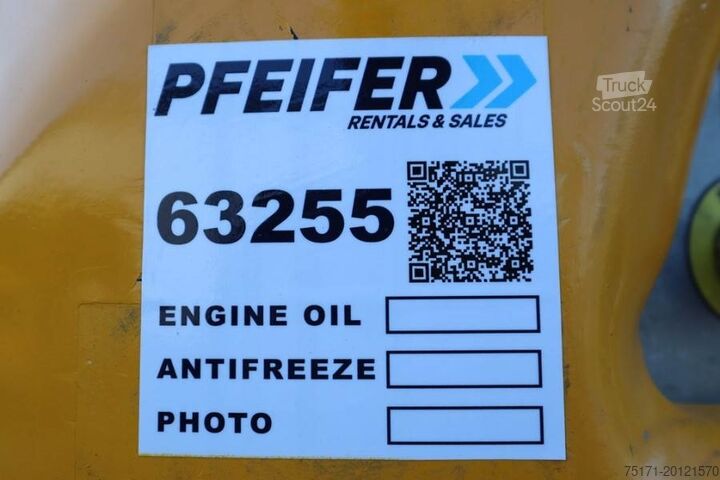 PFEIFER
RENTALS & SALES
Truck
Scout24
63255
ENGINE OIL
ANTIFREEZE
PHOTO
75171-20121570